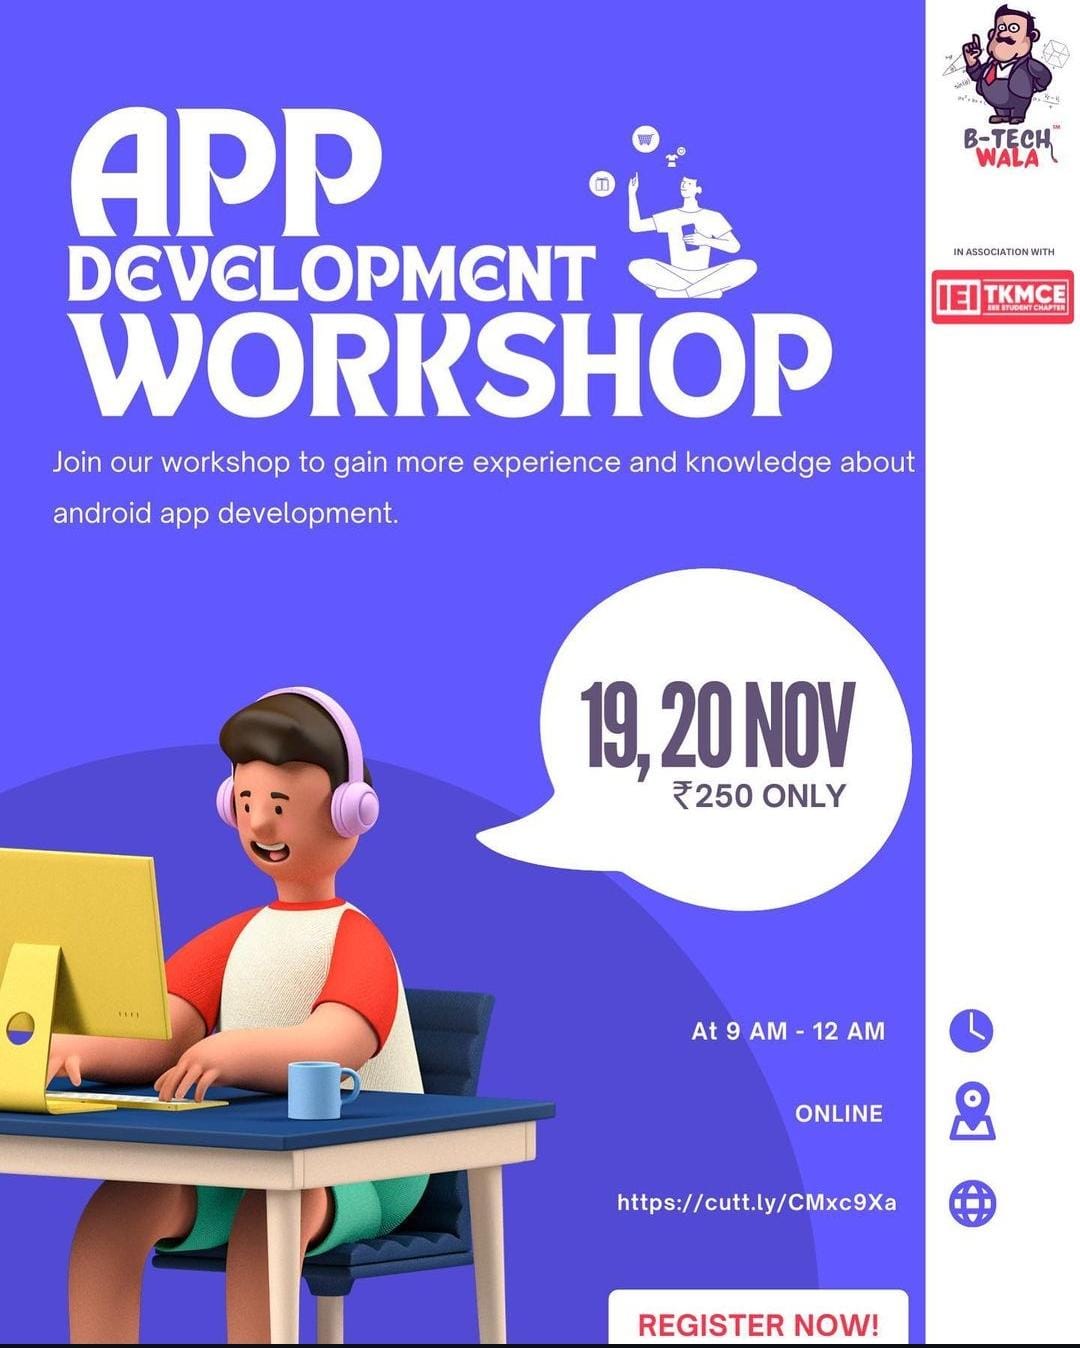 APP
DEVELOPMENT
WORKSHOP
Join our workshop to gain more experience and knowledge about
android app development.
19, 20 NOV
₹250 ONLY
At 9 AM - 12 AM
ONLINE
https://cutt.ly/CMxc9Xa
REGISTER NOW!
B-TECH
WALA
IN ASSOCIATION WITH
IEI TKMCE
EEE STUDENT CHAPTER